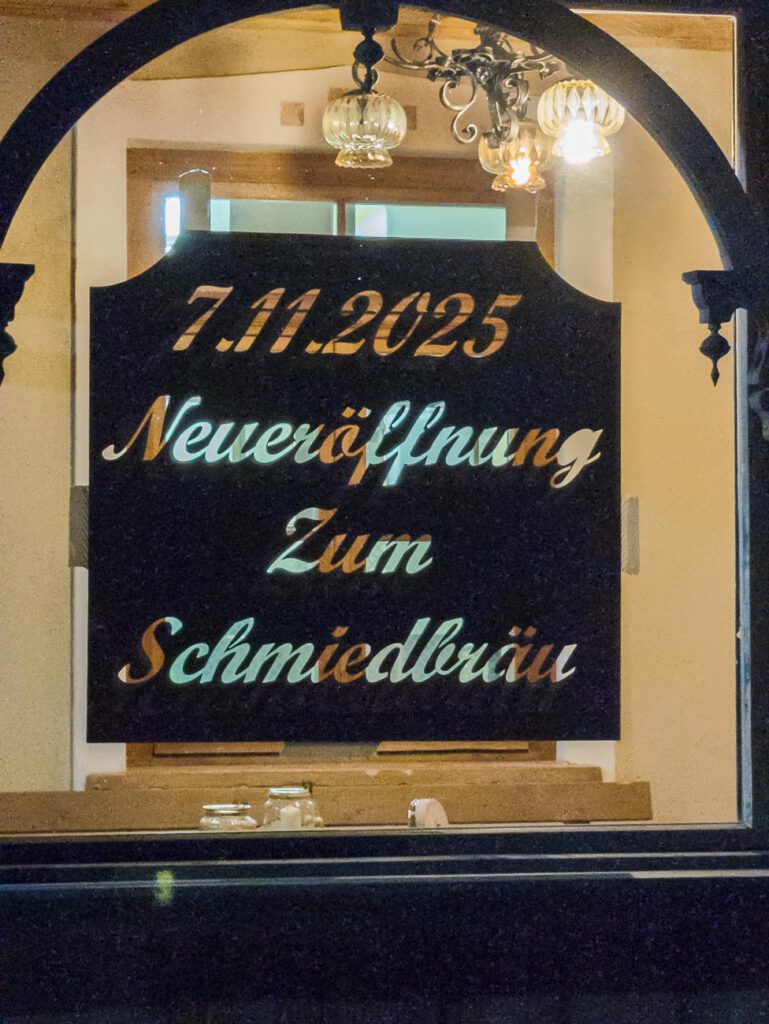 7.11.2025
Neueröffnung
Zum
Schmiedbräu